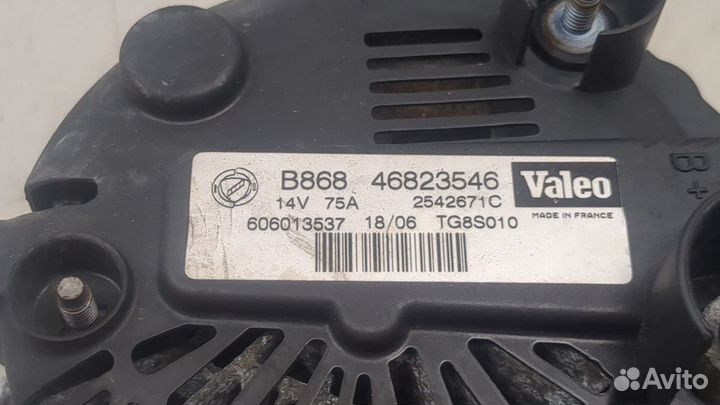 B868 46823546
14V 75A 2542671C
606013537 18/06 TG8S010
Valeo
MADE IN FRANCE
B+
Avito